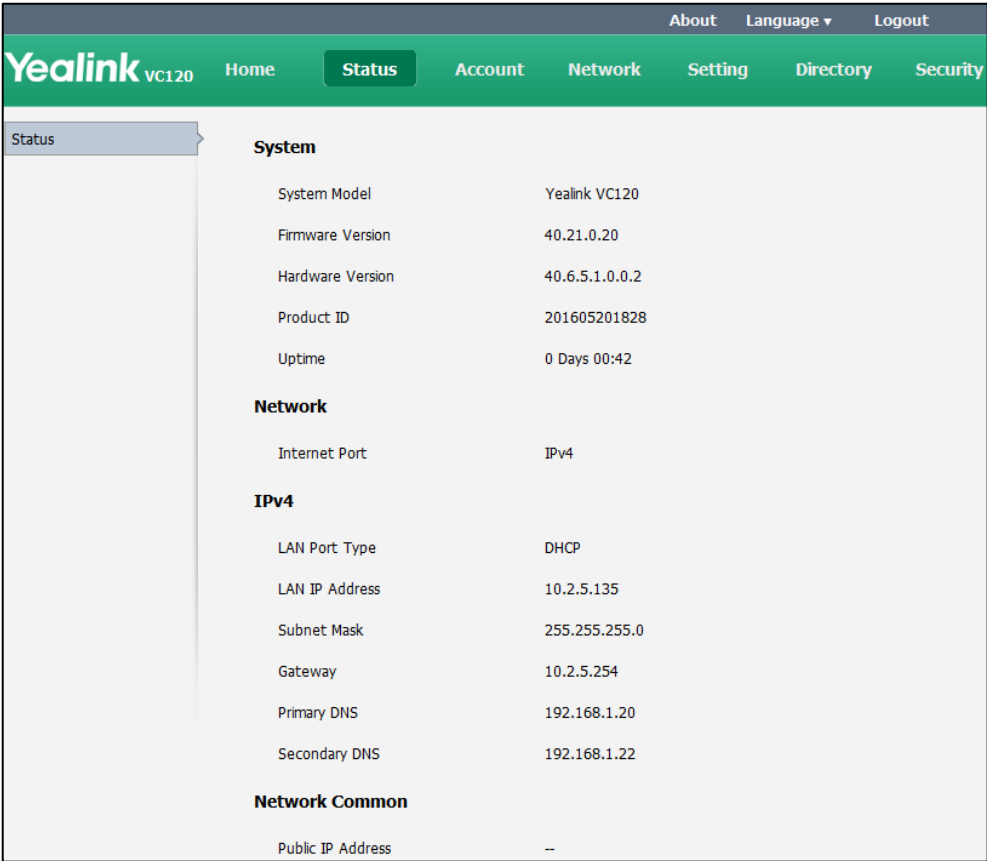 About Language ▾ Logout
Yealink VC120 Home Status Account Network Setting Directory Security
Status
System
System Model Yealink VC120
Firmware Version 40.21.0.20
Hardware Version 40.6.5.1.0.0.2
Product ID 201605201828
Uptime 0 Days 00:42
Network
Internet Port IPv4
IPv4
LAN Port Type DHCP
LAN IP Address 10.2.5.135
Subnet Mask 255.255.255.0
Gateway 10.2.5.254
Primary DNS 192.168.1.20
Secondary DNS 192.168.1.22
Network Common
Public IP Address --